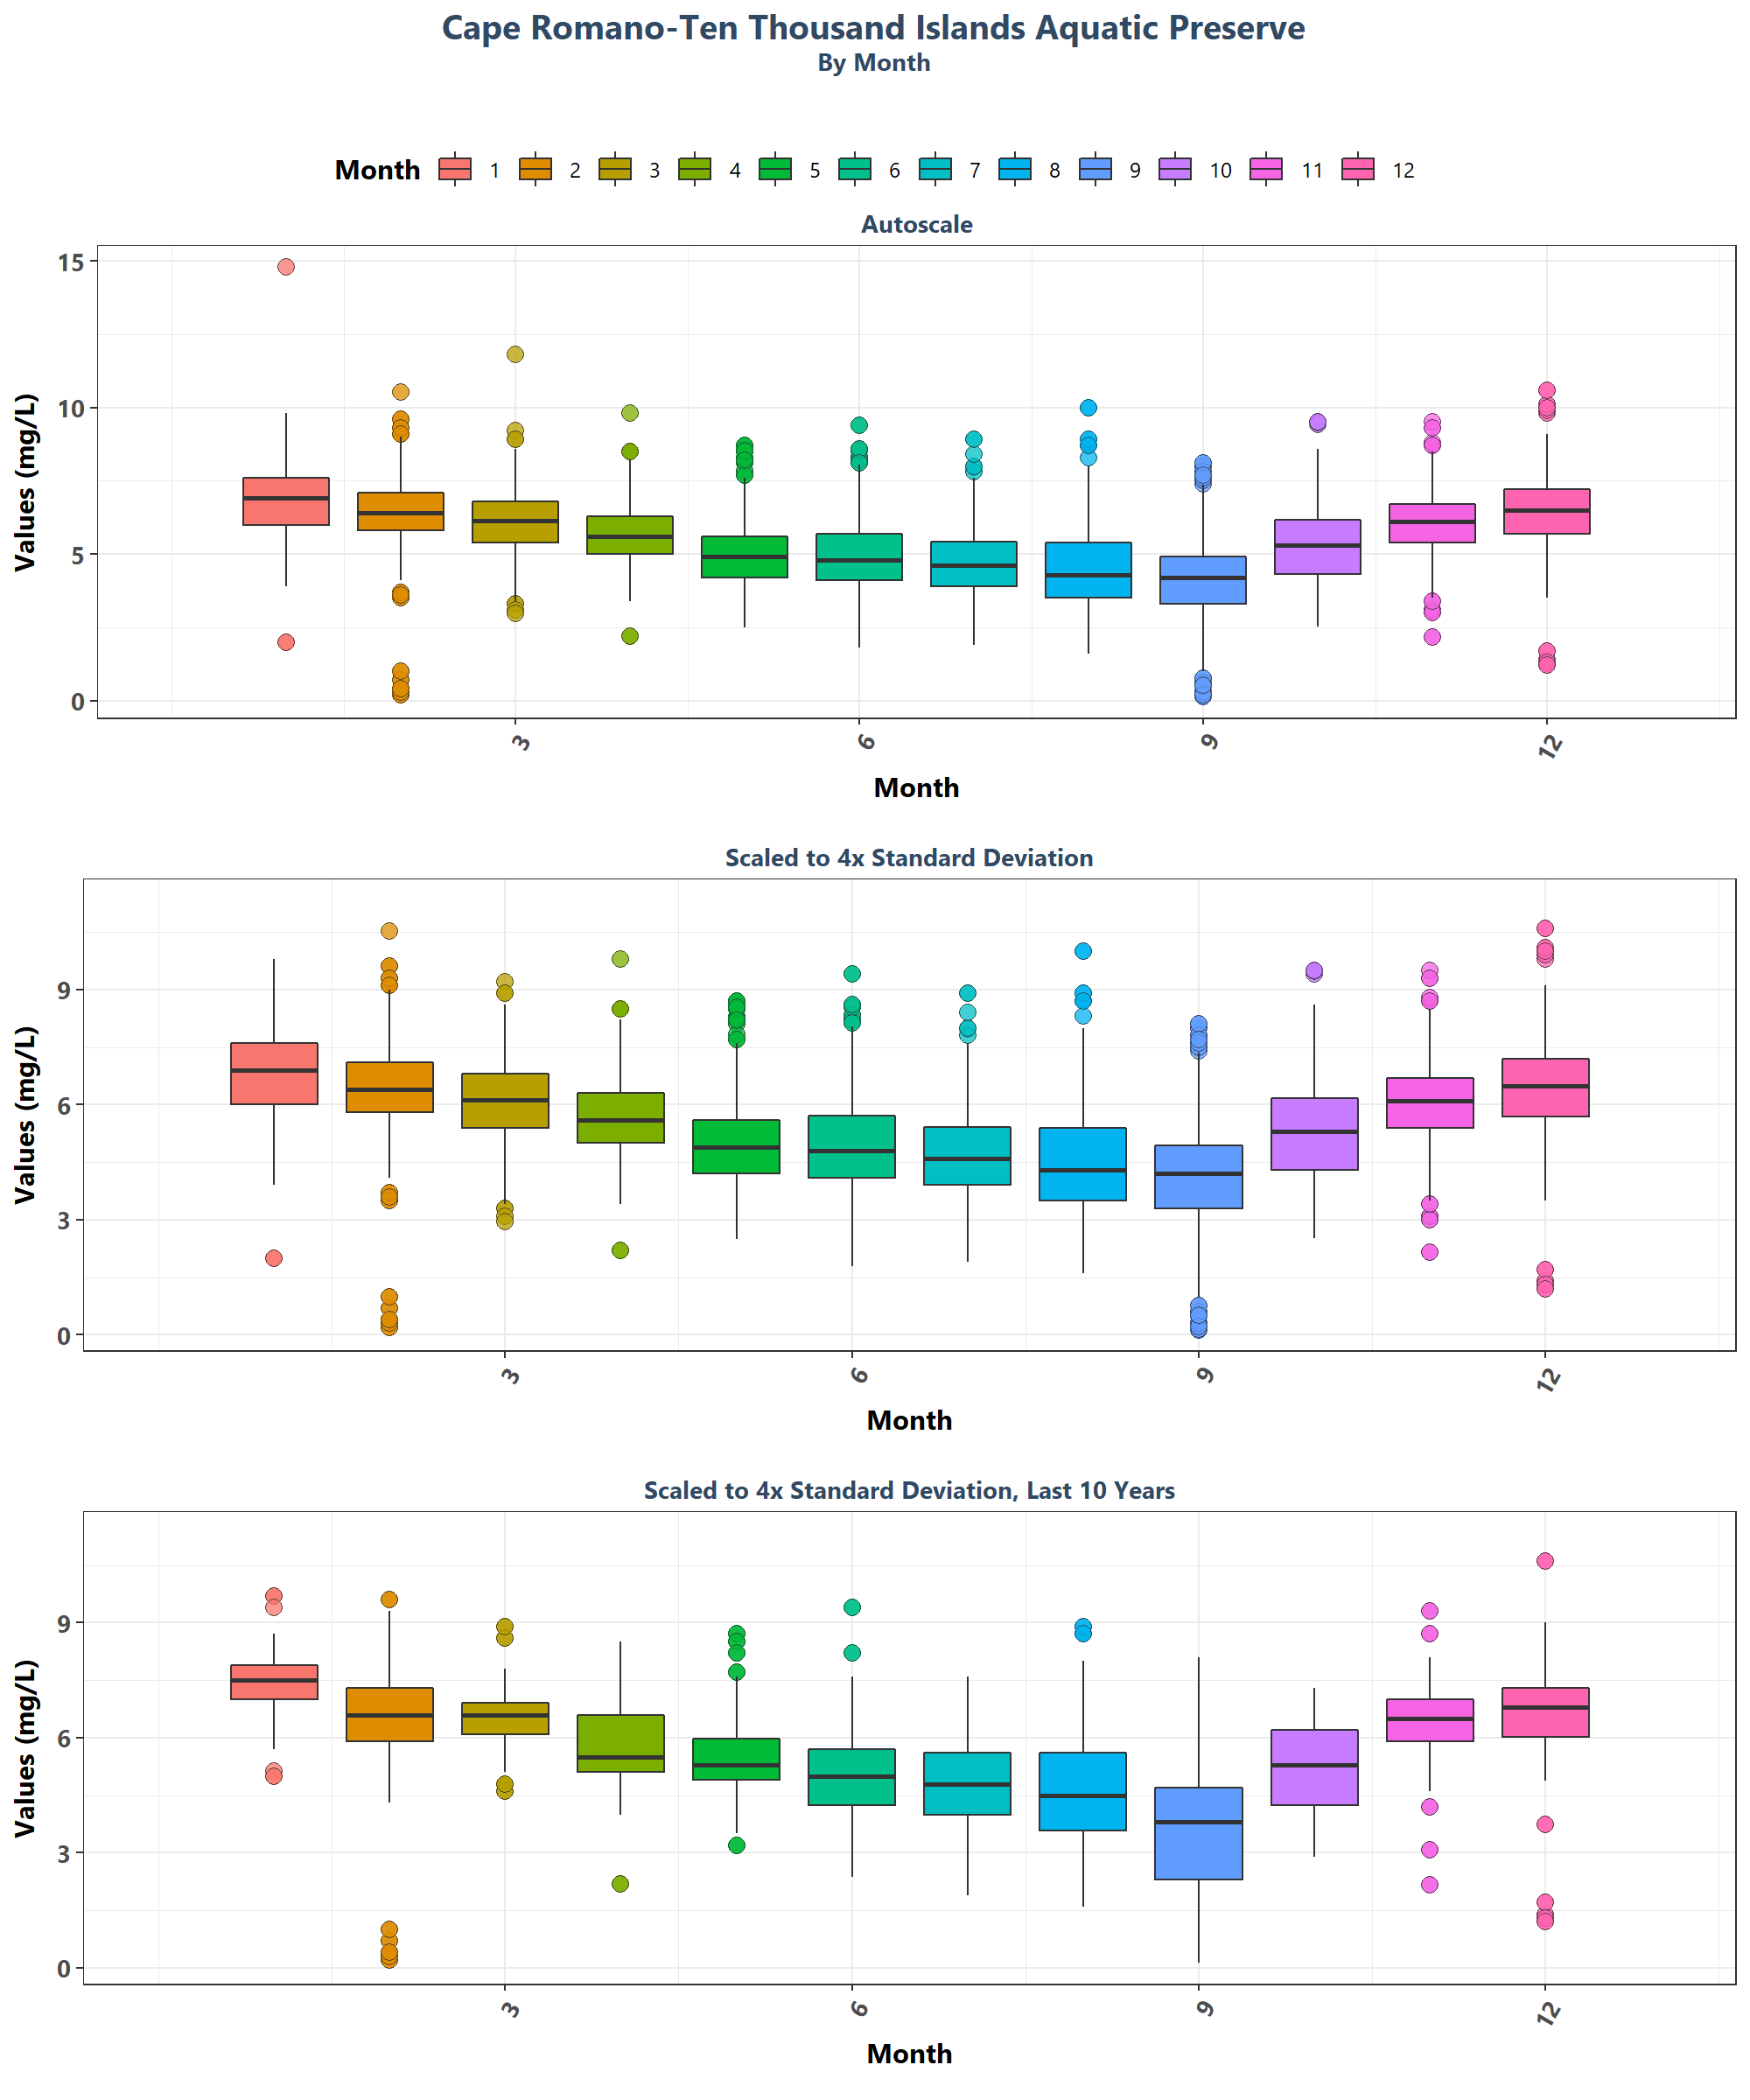 Cape Romano-Ten Thousand Islands Aquatic Preserve
By Month
Month 1 2 3 4 5 6 7 8 9 10 11 12
Autoscale
Values (mg/L)
15
10
5
0
3 6 9 12
Month
Scaled to 4x Standard Deviation
Values (mg/L)
9
6
3
0
3 6 9 12
Month
Scaled to 4x Standard Deviation, Last 10 Years
Values (mg/L)
9
6
3
0
3 6 9 12
Month